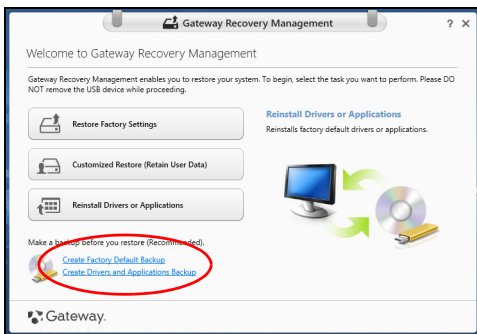 Gateway Recovery Management
? X
Welcome to Gateway Recovery Management
Gateway Recovery Management enables you to restore your system. To begin, select the task you want to perform. Please DO
NOT remove the USB device while proceeding.
Restore Factory Settings
Customized Restore (Retain User Data)
Reinstall Drivers or Applications
Reinstall Drivers or Applications
Reinstalls factory default drivers or applications.
Make a backup before you restore (Recommended).
Create Factory Default Backup
Create Drivers and Applications Backup
Gateway.